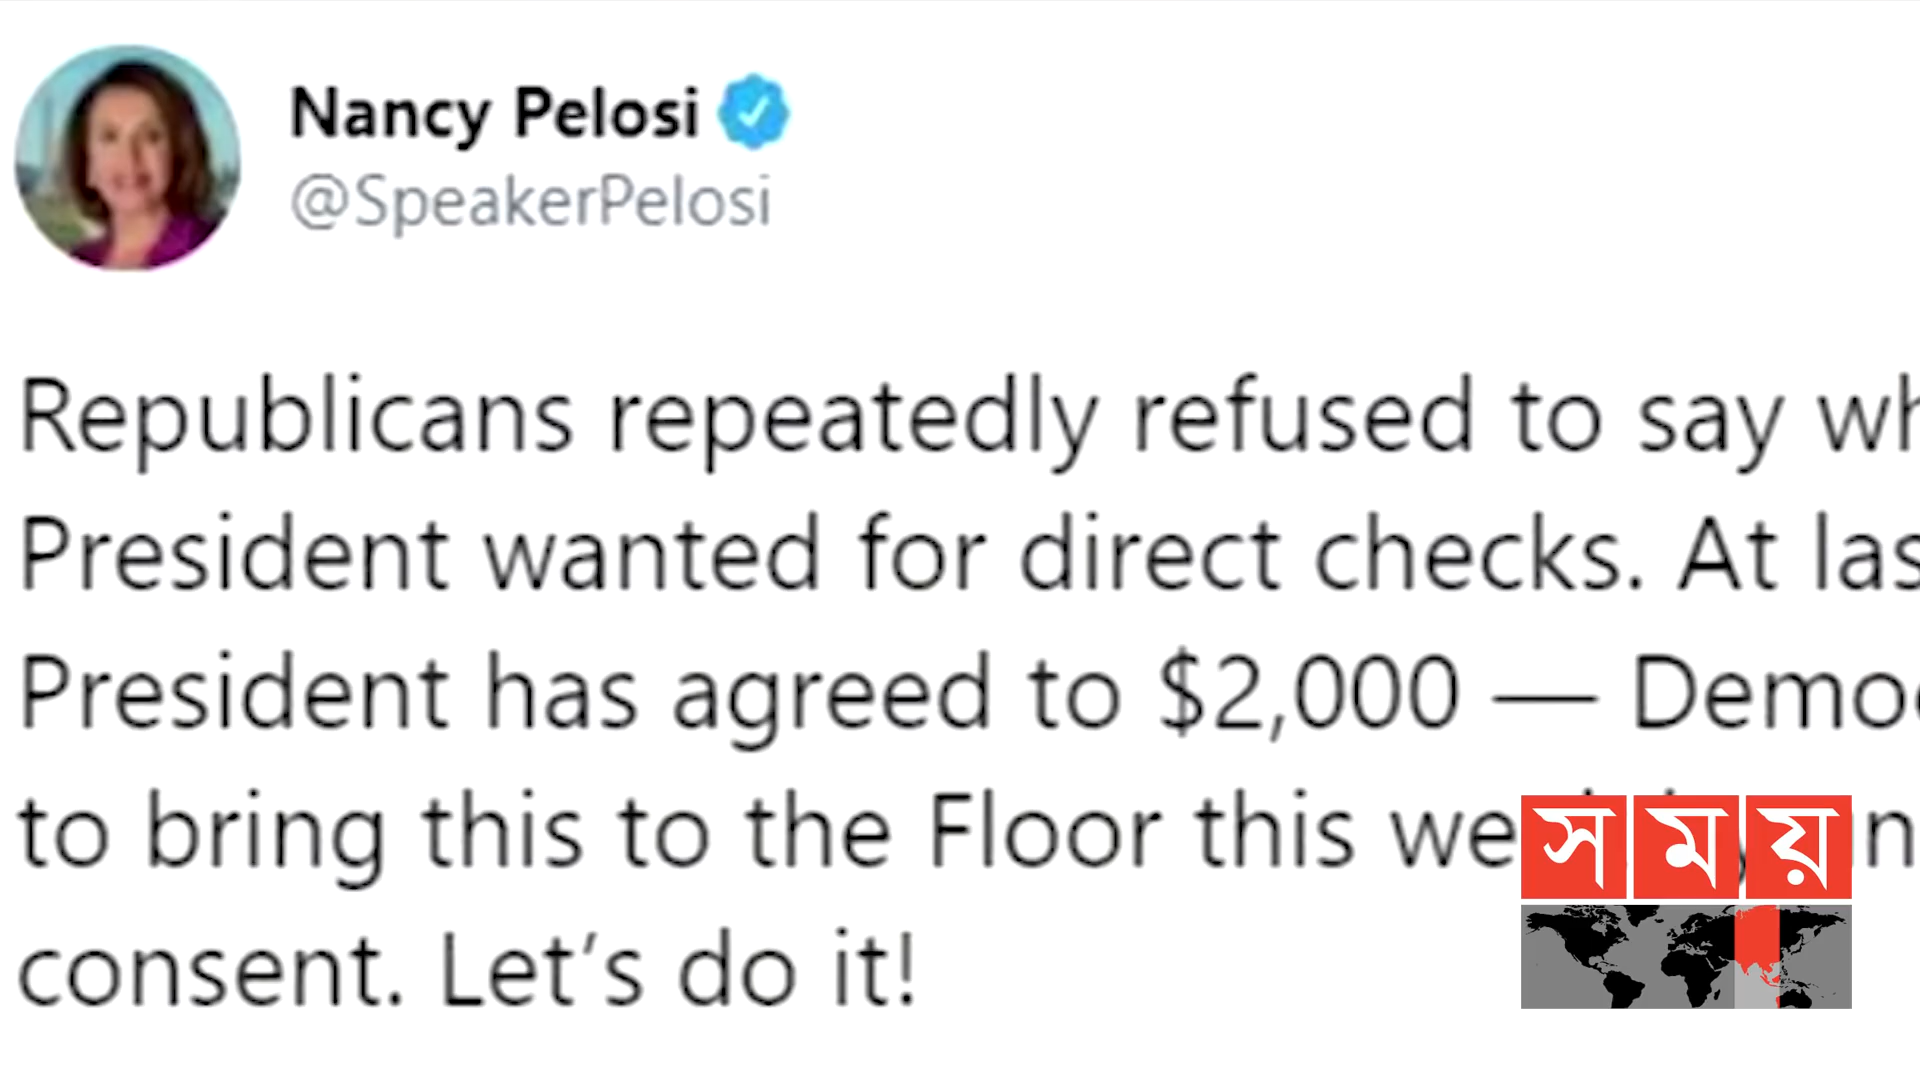 Nancy Pelosi
@SpeakerPelosi
Republicans repeatedly refused to say wh
President wanted for direct checks. At las
President has agreed to $2,000 — Democ
to bring this to the Floor this we
consent. Let's do it!
সময়